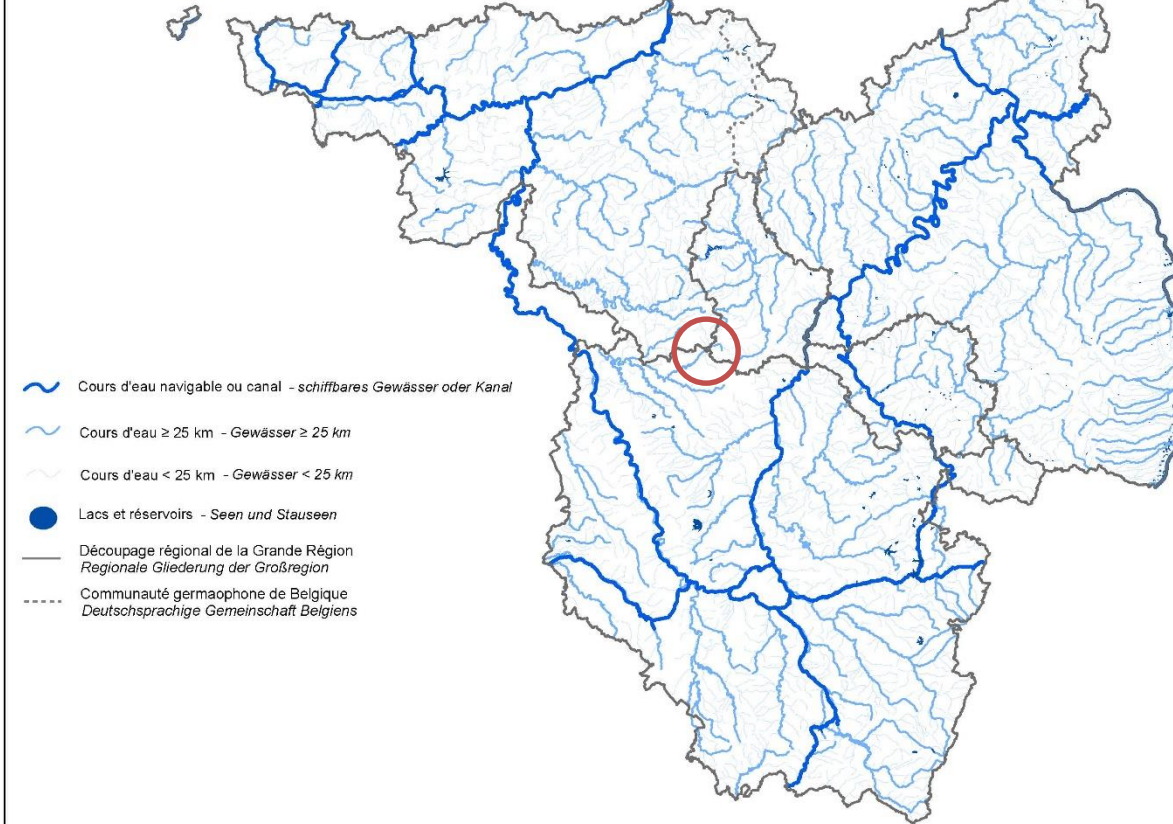 Cours d'eau navigable ou canal - schiffbares Gewässer oder Kanal
Cours d'eau ≥ 25 km - Gewässer ≥ 25 km
Cours d'eau < 25 km - Gewässer < 25 km
Lacs et réservoirs - Seen und Stauseen
Découpage régional de la Grande Région
Regionale Gliederung der Großregion
Communauté germaophone de Belgique
Deutschsprachige Gemeinschaft Belgiens